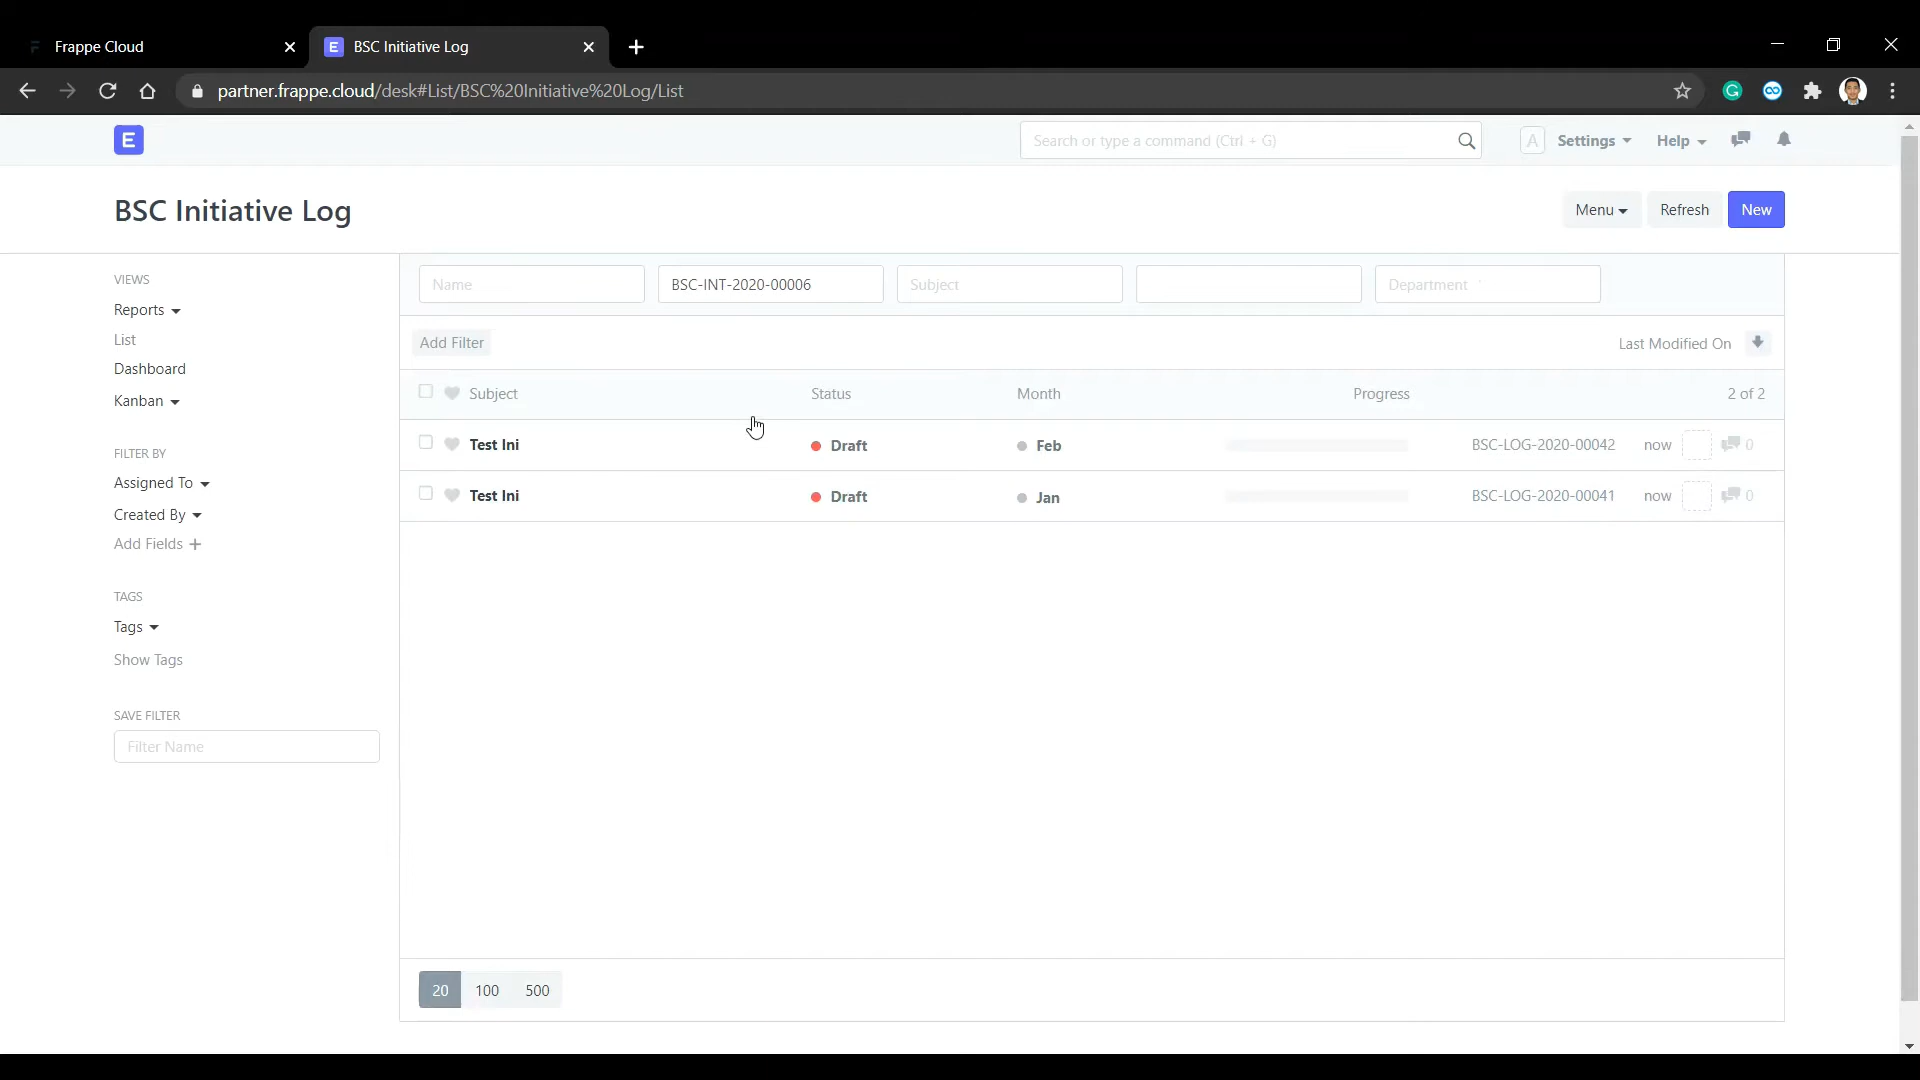 Frappe Cloud
E BSC Initiative Log
partner.frappe.cloud/desk#List/BSC%20Initiative%20Log/List
E
Search or type a command (Ctrl + G)
A Settings Help
BSC Initiative Log
Menu Refresh New
VIEWS
Reports
List
Dashboard
Kanban
FILTER BY
Assigned To
Created By
Add Fields +
TAGS
Tags
Show Tags
SAVE FILTER
Filter Name
Name BSC-INT-2020-00006 Subject Department
Add Filter Last Modified On
Subject Status Month Progress 2 of 2
Test Ini Draft Feb BSC-LOG-2020-00042 now 0
Test Ini Draft Jan BSC-LOG-2020-00041 now 0
20 100 500